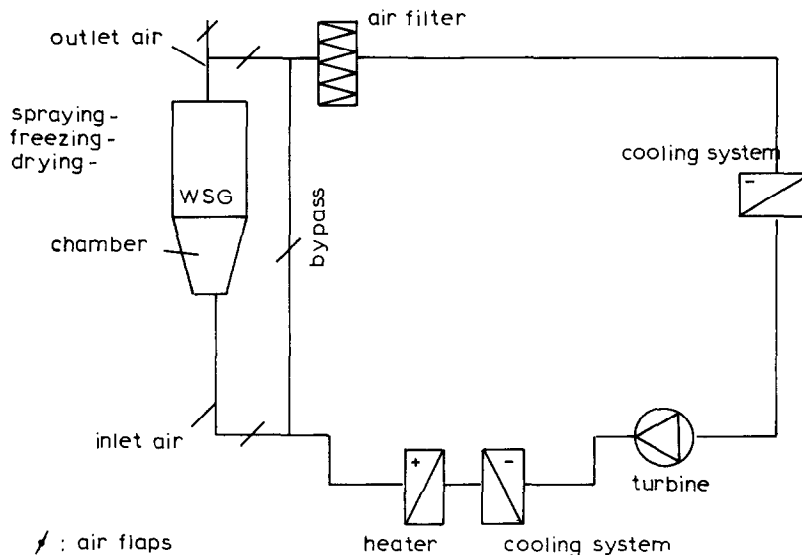 air filter
outlet air
spraying-
freezing-
drying-
cooling system
-
WSG
bypass
chamber
inlet air
+
-
turbine
: air flaps
heater
cooling system